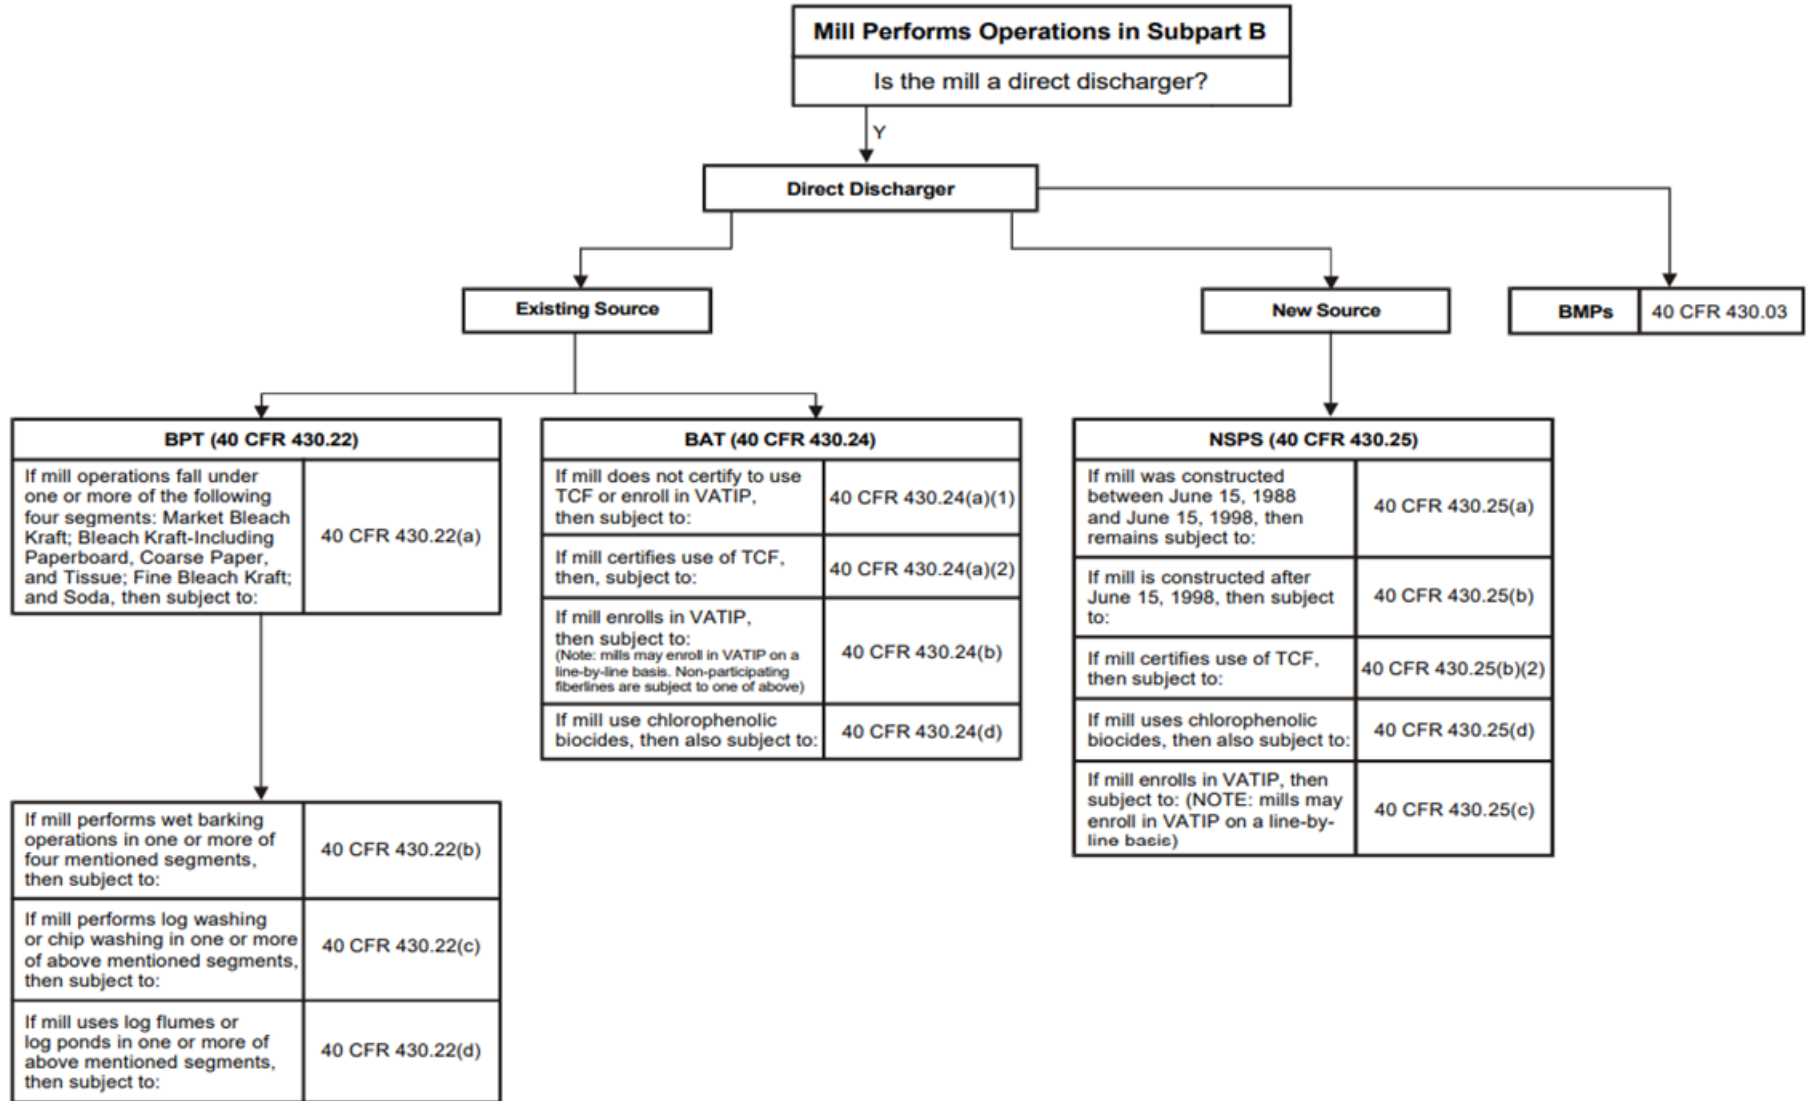 Mill Performs Operations in Subpart B
Is the mill a direct discharger?
Y
Direct Discharger
Existing Source
New Source
BMPs
40 CFR 430.03
BPT (40 CFR 430.22)
If mill operations fall under
one or more of the following
four segments: Market Bleach
Kraft; Bleach Kraft-Including
Paperboard, Coarse Paper,
and Tissue; Fine Bleach Kraft;
and Soda, then subject to:
40 CFR 430.22(a)
If mill performs wet barking
operations in one or more of
four mentioned segments,
then subject to:
40 CFR 430.22(b)
If mill performs log washing
or chip washing in one or more
of above mentioned segments,
then subject to:
40 CFR 430.22(c)
If mill uses log flumes or
log ponds in one or more of
above mentioned segments,
then subject to:
40 CFR 430.22(d)
BAT (40 CFR 430.24)
If mill does not certify to use
TCF or enroll in VATIP,
then subject to:
40 CFR 430.24(a)(1)
If mill certifies use of TCF,
then, subject to:
40 CFR 430.24(a)(2)
If mill enrolls in VATIP,
then subject to:
(Note: mills may enroll in VATIP on a
line-by-line basis. Non-participating
fiberlines are subject to one of above)
40 CFR 430.24(b)
If mill use chlorophenolic
biocides, then also subject to:
40 CFR 430.24(d)
NSPS (40 CFR 430.25)
If mill was constructed
between June 15, 1988
and June 15, 1998, then
remains subject to:
40 CFR 430.25(a)
If mill is constructed after
June 15, 1998, then subject
to:
40 CFR 430.25(b)
If mill certifies use of TCF,
then subject to:
40 CFR 430.25(b)(2)
If mill uses chlorophenolic
biocides, then also subject to:
40 CFR 430.25(d)
If mill enrolls in VATIP, then
subject to: (NOTE: mills may
enroll in VATIP on a line-by-
line basis)
40 CFR 430.25(c)